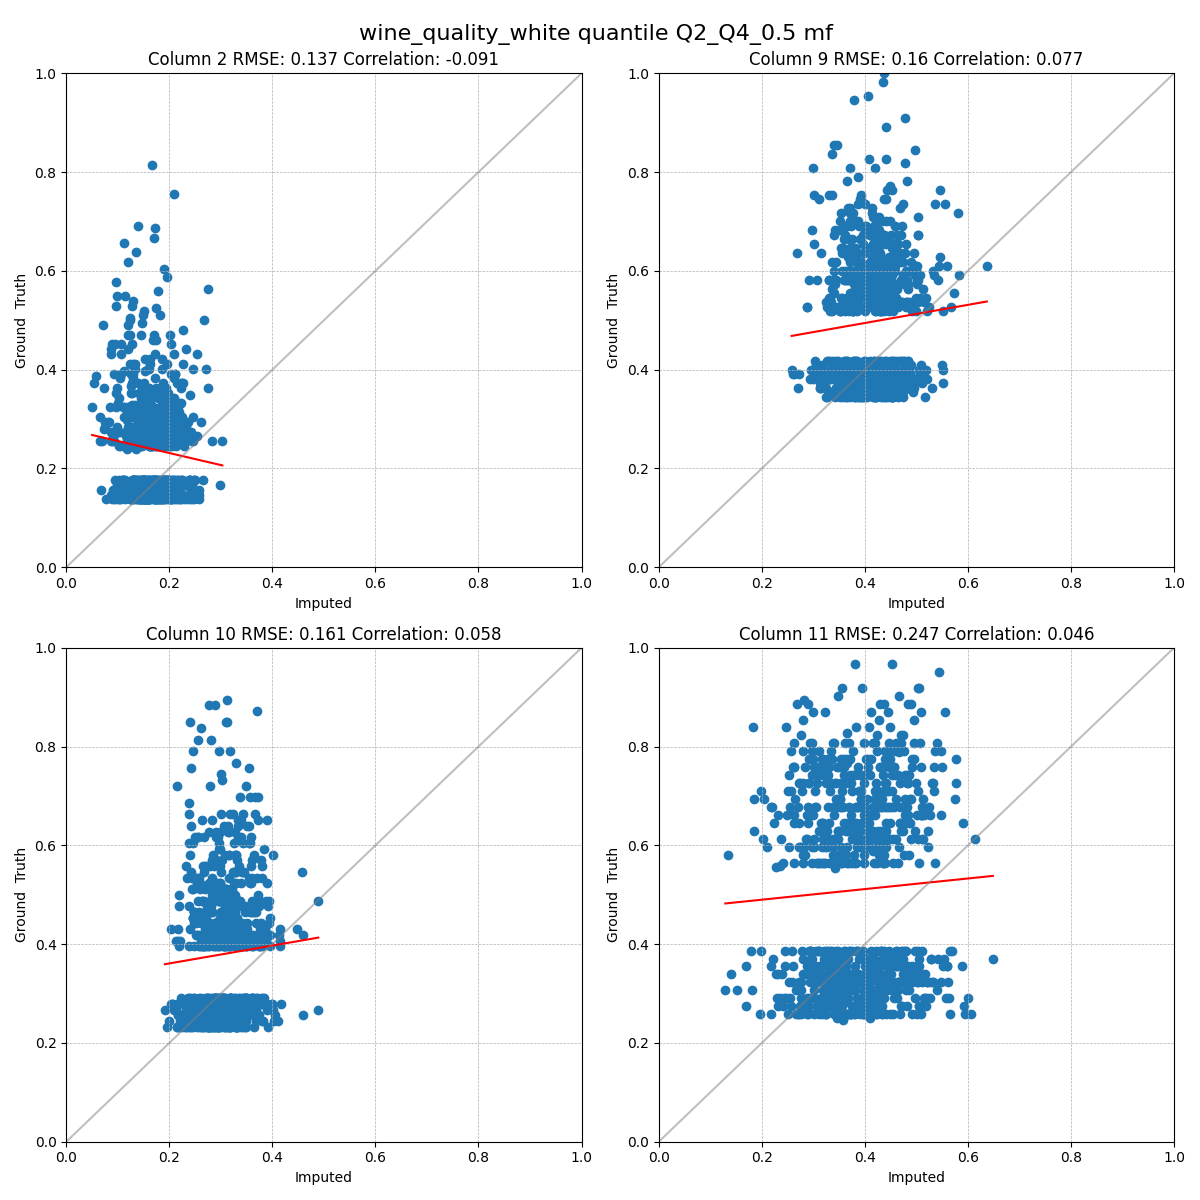 wine_quality_white quantile Q2_Q4_0.5 mf
Column 2 RMSE: 0.137 Correlation: -0.091
1.0
0.8
0.6
0.4
0.2
0.0
Ground Truth
0.0 0.2 0.4 0.6 0.8 1.0
Imputed
Column 9 RMSE: 0.16 Correlation: 0.077
1.0
0.8
0.6
0.4
0.2
0.0
Ground Truth
0.0 0.2 0.4 0.6 0.8 1.0
Imputed
Column 10 RMSE: 0.161 Correlation: 0.058
1.0
0.8
0.6
0.4
0.2
0.0
Ground Truth
0.0 0.2 0.4 0.6 0.8 1.0
Imputed
Column 11 RMSE: 0.247 Correlation: 0.046
1.0
0.8
0.6
0.4
0.2
0.0
Ground Truth
0.0 0.2 0.4 0.6 0.8 1.0
Imputed